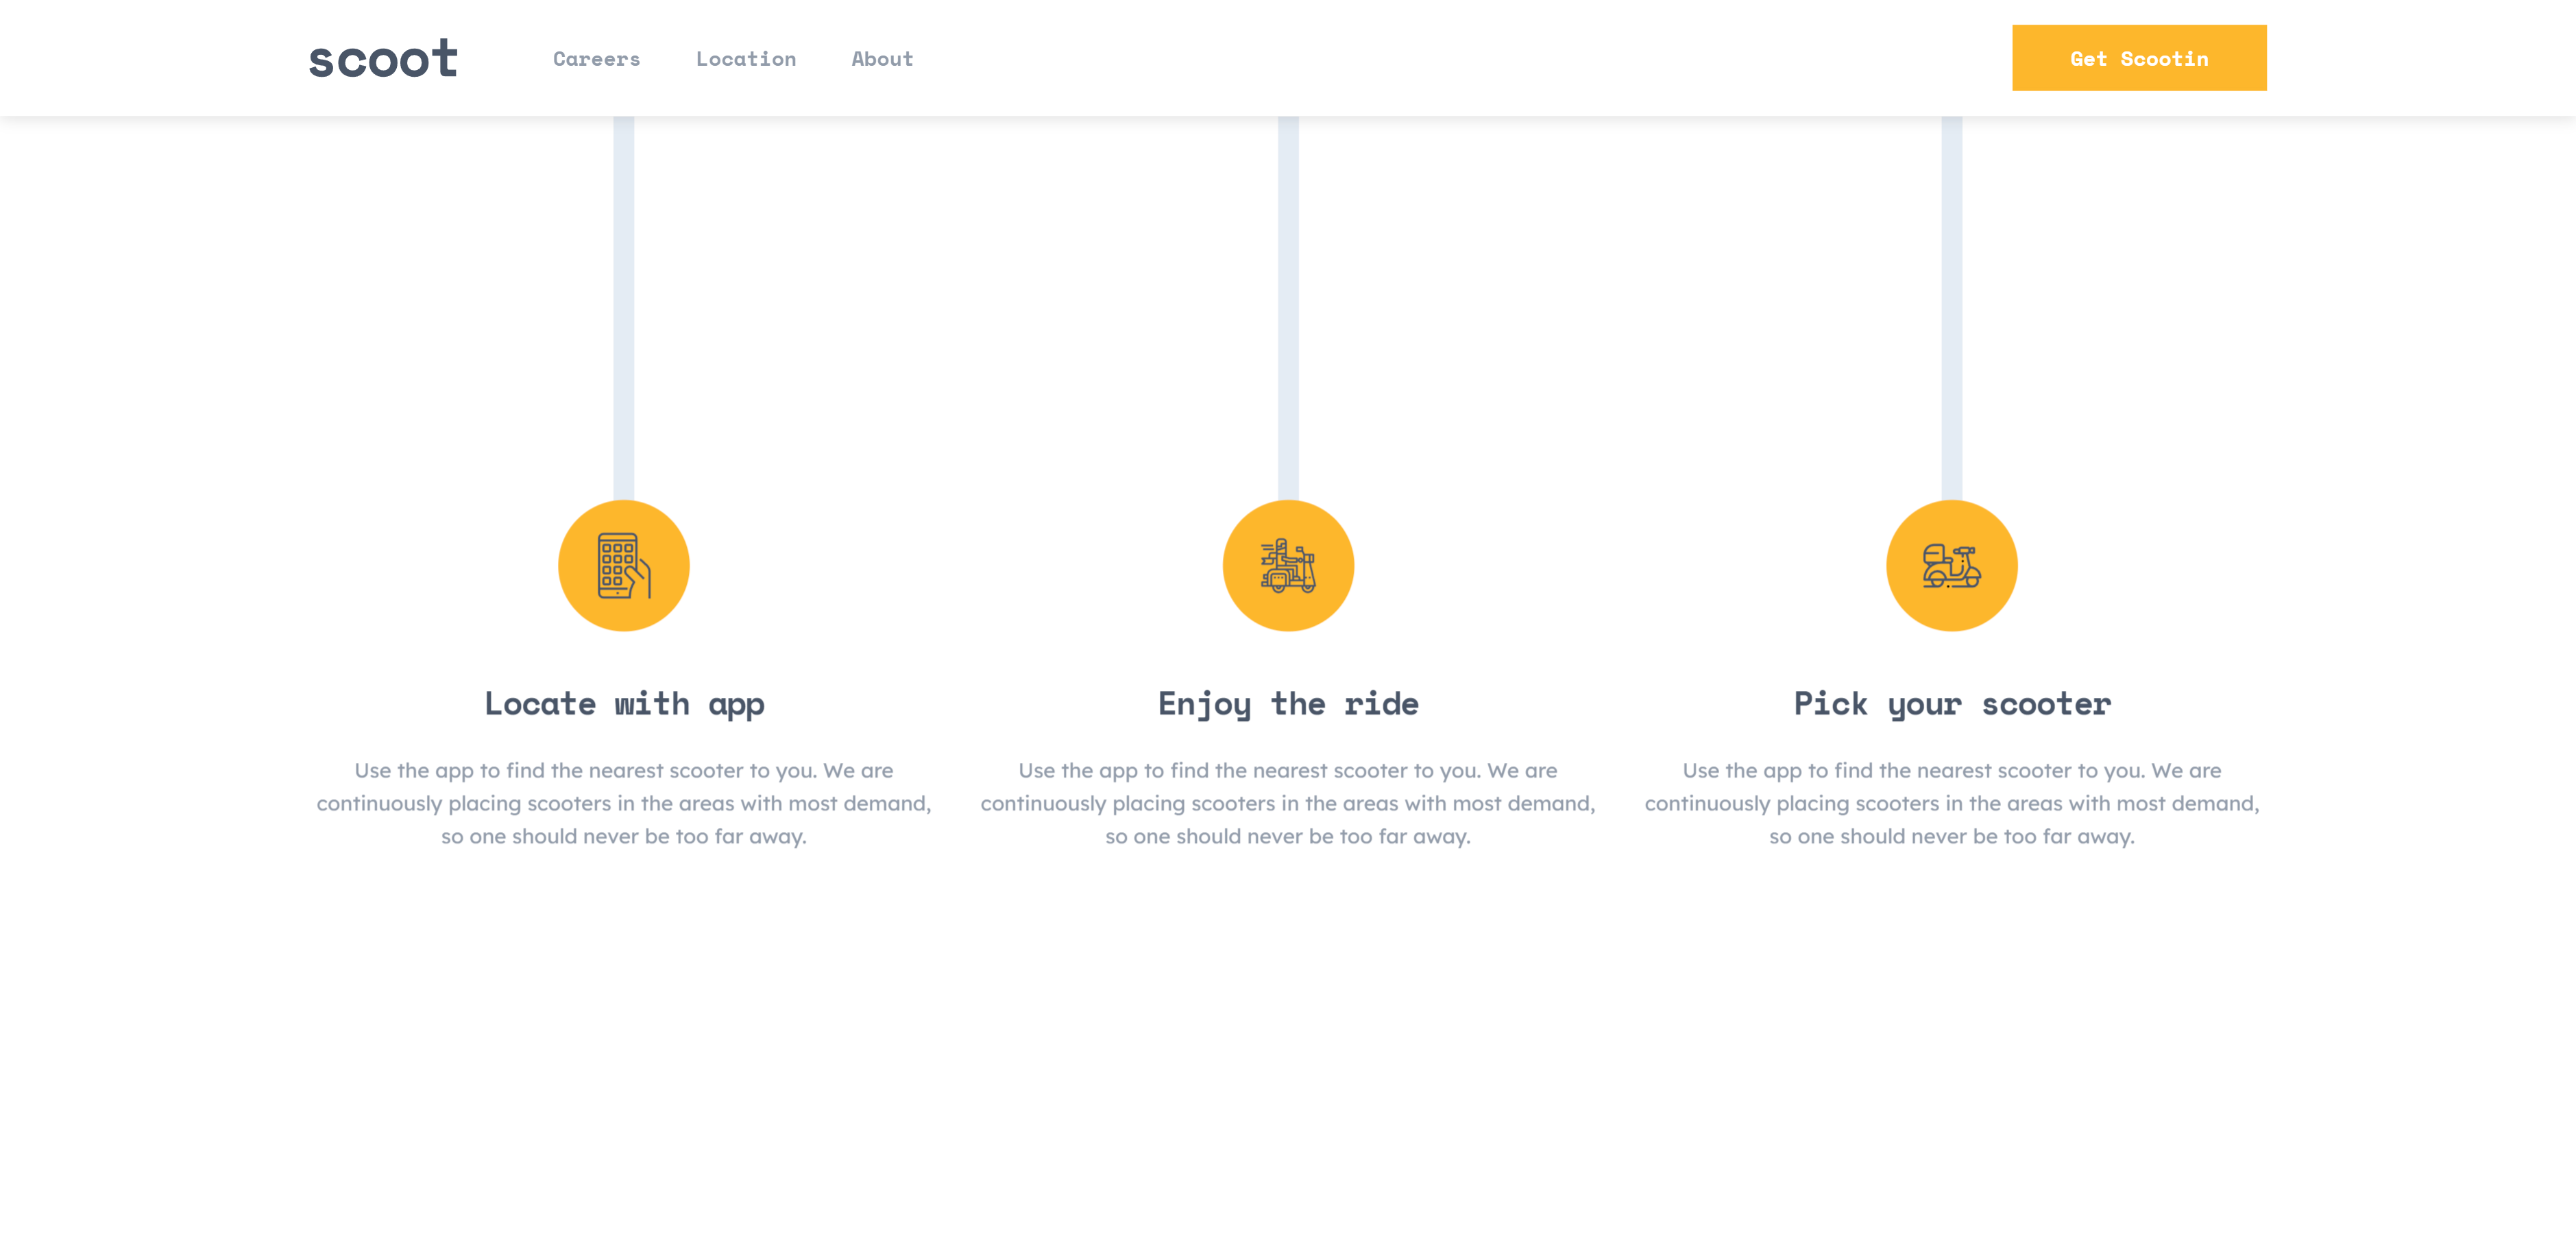 scoot
Careers
Location
About
Get Scootin
Locate with app
Use the app to find the nearest scooter to you. We are
continuously placing scooters in the areas with most demand,
so one should never be too far away.
Enjoy the ride
Use the app to find the nearest scooter to you. We are
continuously placing scooters in the areas with most demand,
so one should never be too far away.
Pick your scooter
Use the app to find the nearest scooter to you. We are
continuously placing scooters in the areas with most demand,
so one should never be too far away.